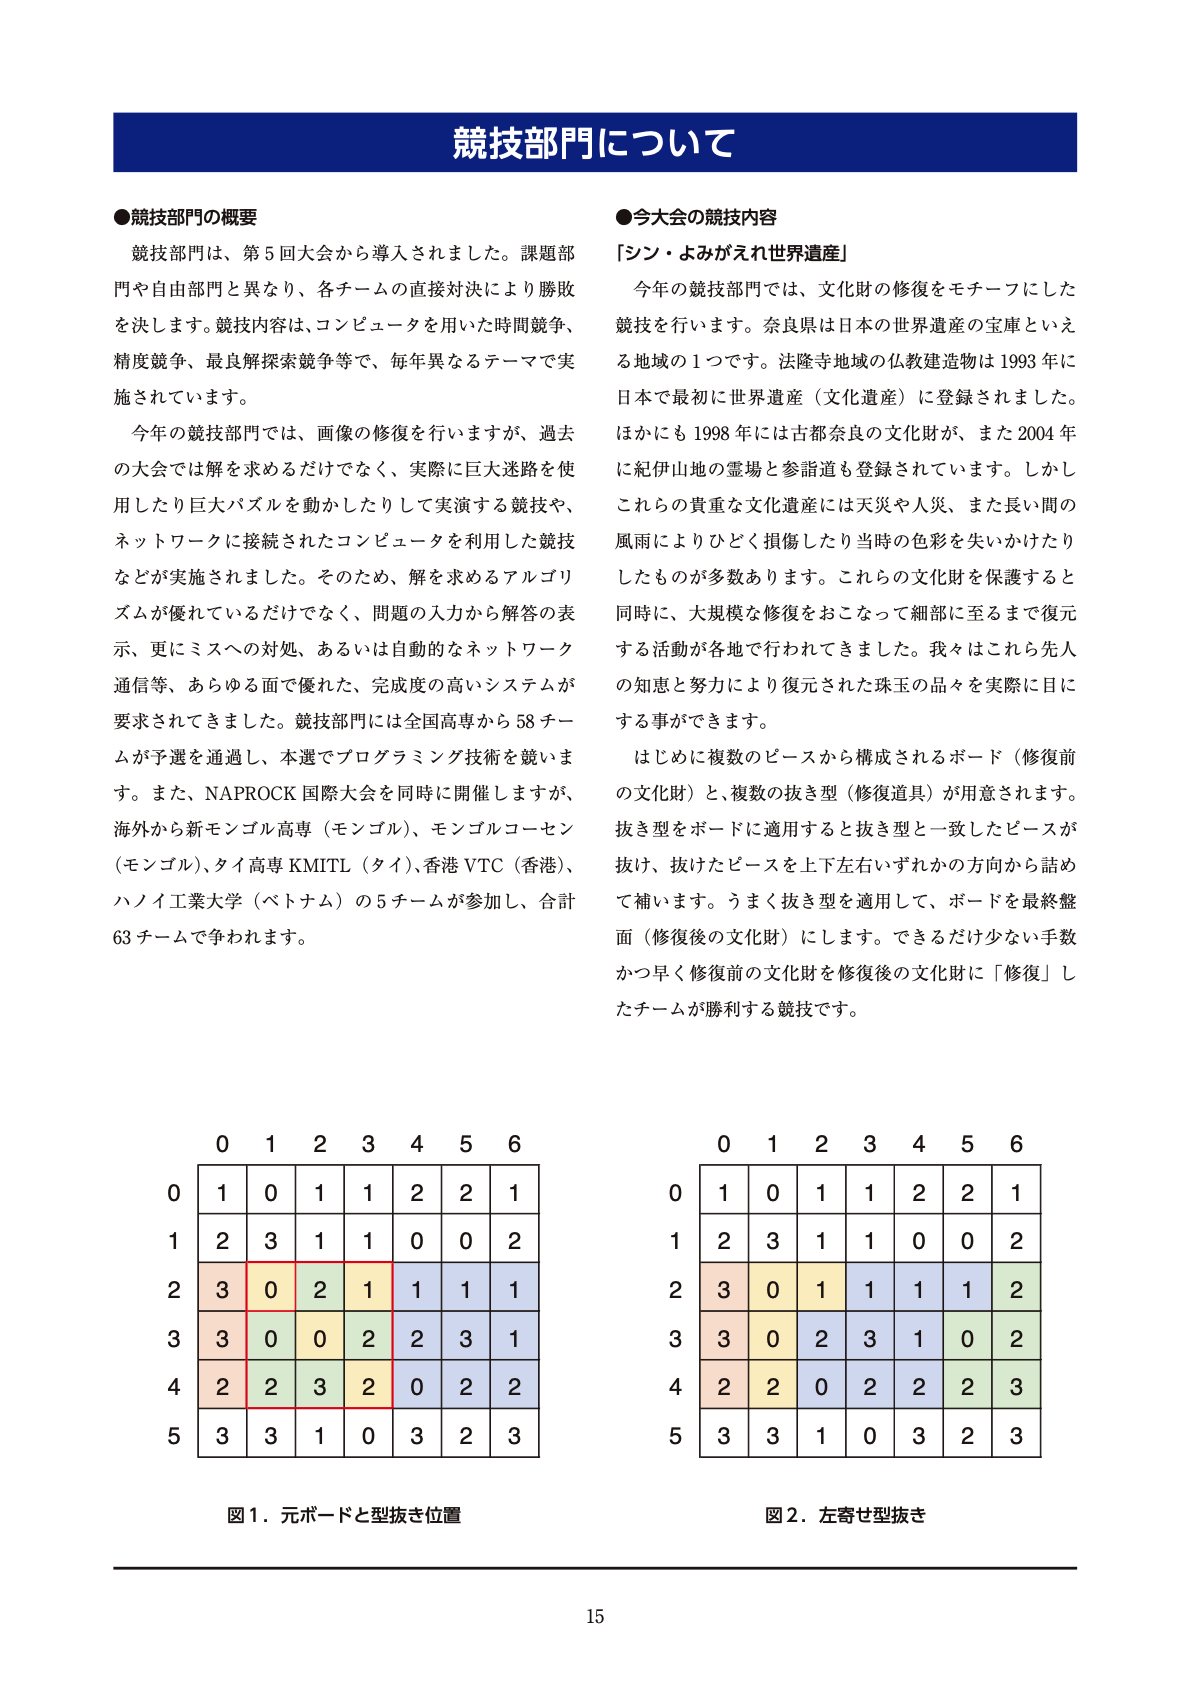 競技部門について
●競技部門の概要
競技部門は、第 5 回大会から導入されました。課題部
門や自由部門と異なり、各チームの直接対決により勝敗
を決します。競技内容は、コンピュータを用いた時間競争、
精度競争、最良解探索競争等で、毎年異なるテーマで実
施されています。
今年の競技部門では、画像の修復を行いますが、過去
の大会では解を求めるだけでなく、実際に巨大迷路を使
用したり巨大パズルを動かしたりして実演する競技や、
ネットワークに接続されたコンピュータを利用した競技
などが実施されました。そのため、解を求めるアルゴリ
ズムが優れているだけでなく、問題の入力から解答の表
示、更にミスへの対処、あるいは自動的なネットワーク
通信等、あらゆる面で優れた、完成度の高いシステムが
要求されてきました。競技部門には全国高専から 58 チー
ムが予選を通過し、本選でプログラミング技術を競いま
す。また、NAPROCK 国際大会を同時に開催しますが、
海外から新モンゴル高専（モンゴル）、モンゴルコーセン
（モンゴル）、タイ高専 KMITL（タイ）、香港 VTC（香港）、
ハノイ工業大学（ベトナム）の 5 チームが参加し、合計
63 チームで争われます。
●今大会の競技内容
「シン・よみがえれ世界遺産」
今年の競技部門では、文化財の修復をモチーフにした
競技を行います。奈良県は日本の世界遺産の宝庫といえ
る地域の 1 つです。法隆寺地域の仏教建造物は 1993 年に
日本で最初に世界遺産（文化遺産）に登録されました。
ほかにも 1998 年には古都奈良の文化財が、また 2004 年
に紀伊山地の霊場と参詣道も登録されています。しかし
これらの貴重な文化遺産には天災や人災、また長い間の
風雨によりひどく損傷したり当時の色彩を失いかけたり
したものが多数あります。これらの文化財を保護すると
同時に、大規模な修復をおこなって細部に至るまで復元
する活動が各地で行われてきました。我々はこれら先人
の知恵と努力により復元された珠玉の品々を実際に目に
する事ができます。
はじめに複数のピースから構成されるボード（修復前
の文化財）と、複数の抜き型（修復道具）が用意されます。
抜き型をボードに適用すると抜き型と一致したピースが
抜け、抜けたピースを上下左右いずれかの方向から詰め
て補います。うまく抜き型を適用して、ボードを最終盤
面（修復後の文化財）にします。できるだけ少ない手数
かつ早く修復前の文化財を修復後の文化財に「修復」し
たチームが勝利する競技です。
0 1 2 3 4 5 6
0 1 0 1 1 2 2 1
1 2 3 1 1 0 0 2
2 3 0 2 1 1 1 1
3 3 0 0 2 2 3 1
4 2 2 3 2 0 2 2
5 3 3 1 0 3 2 3
図１．元ボードと型抜き位置
0 1 2 3 4 5 6
0 1 0 1 1 2 2 1
1 2 3 1 1 0 0 2
2 3 0 1 1 1 1 2
3 3 0 2 3 1 0 2
4 2 2 0 2 2 2 3
5 3 3 1 0 3 2 3
図２．左寄せ型抜き
15